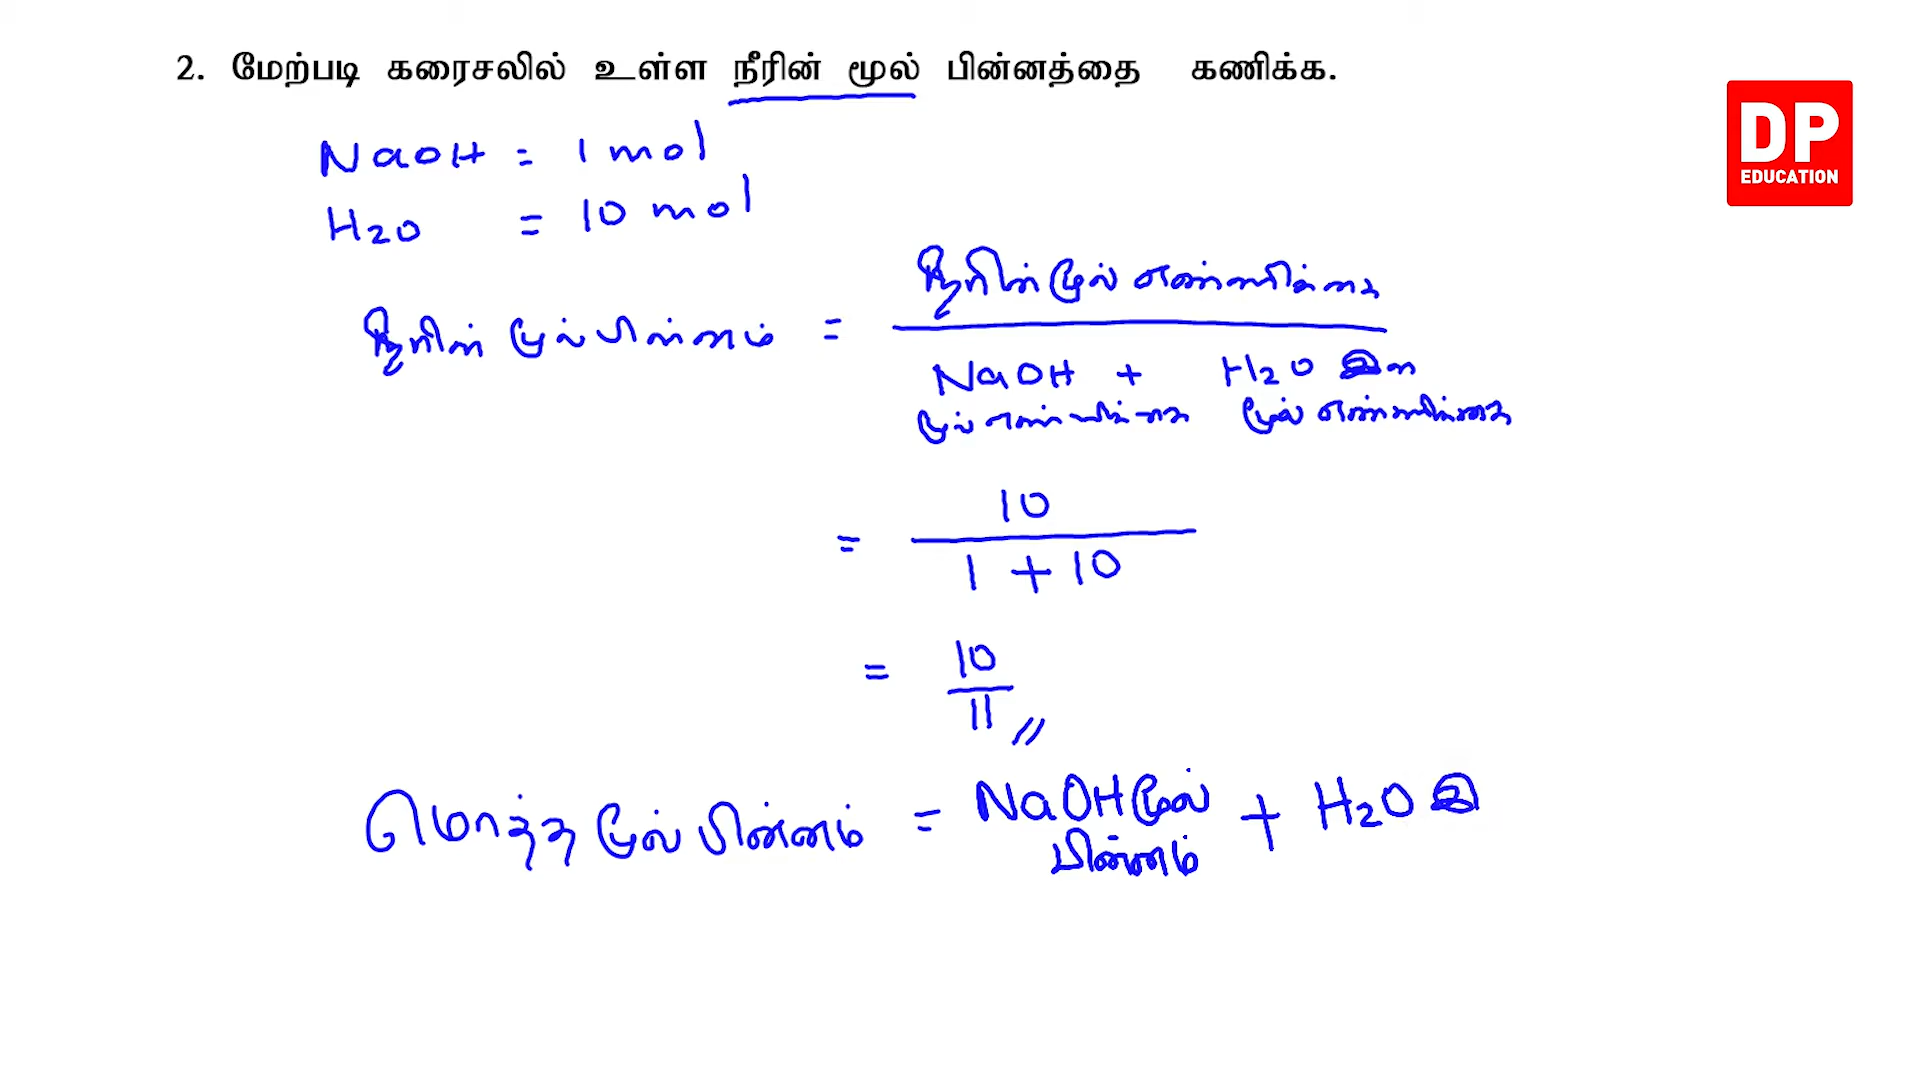 2. மேற்படி கரைசலில் உள்ள நீரின் மூல் பின்னத்தை கணிக்க.
DP
EDUCATION
NaOH = 1 mol
H2O = 10 mol
நீரின் மூல் பின்னம் = நீரின் மூல் எண்ணிக்கை
NaOH + H2O இன
மூல் எண்ணிக்கை மூல் எண்ணிக்கை
= 10
1 + 10
= 10
11 //
மொத்த மூல் பின்னம் = NaOH மூல் + H2O இ
பின்னம்